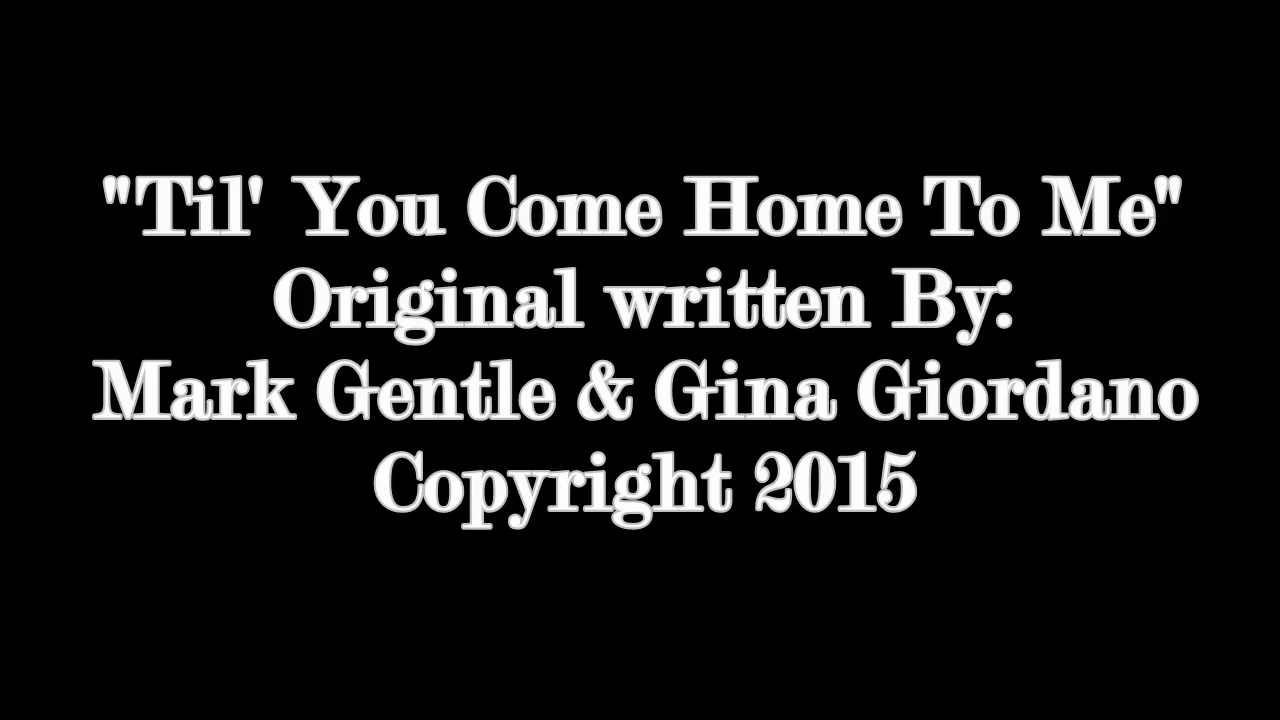 "Til' You Come Home To Me"
Original written By:
Mark Gentle & Gina Giordano
Copyright 2015